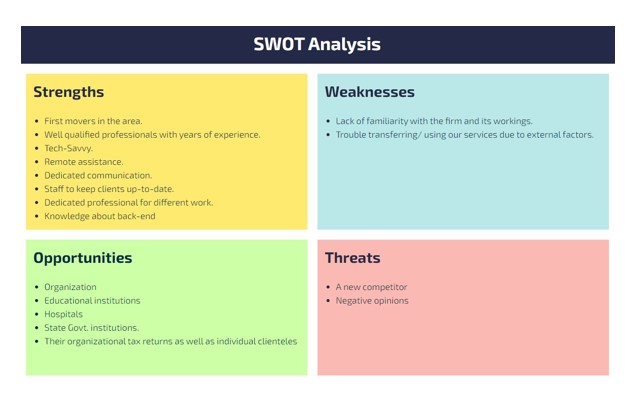 SWOT Analysis
Strengths
First movers in the area.
Well qualified professionals with years of experience.
Tech-Savvy.
Remote assistance.
Dedicated communication.
Staff to keep clients up-to-date.
Dedicated professional for different work.
Knowledge about back-end
Weaknesses
Lack of familiarity with the firm and its workings.
Trouble transferring/ using our services due to external factors.
Opportunities
Organization
Educational institutions
Hospitals
State Govt. institutions.
Their organizational tax returns as well as individual clienteles
Threats
A new competitor
Negative opinions